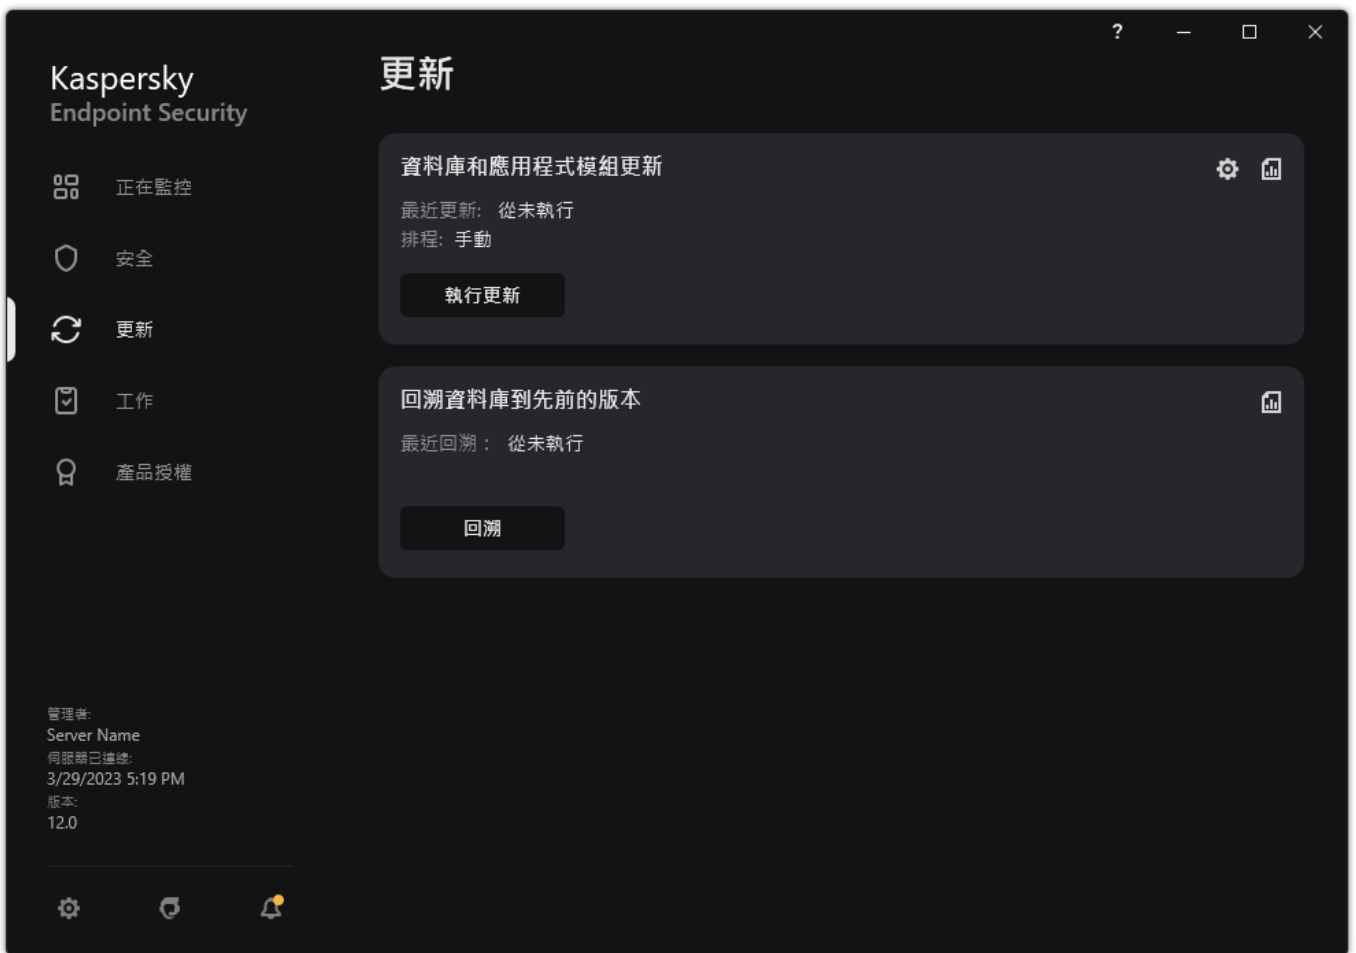 ?
Kaspersky
Endpoint Security
正在監控
安全
更新
工作
產品授權
管理者:
Server Name
伺服器已連線:
3/29/2023 5:19 PM
版本:
12.0
更新
資料庫和應用程式模組更新
最近更新: 從未執行
排程: 手動
執行更新
回溯資料庫到先前的版本
最近回溯： 從未執行
回溯